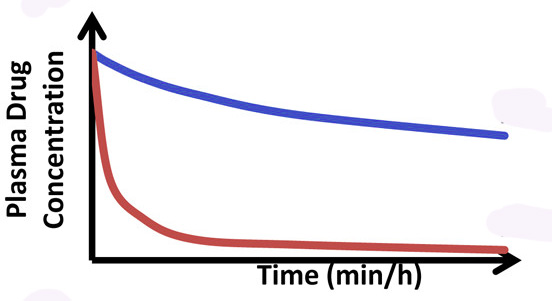 Plasma Drug
Concentration
Time (min/h)